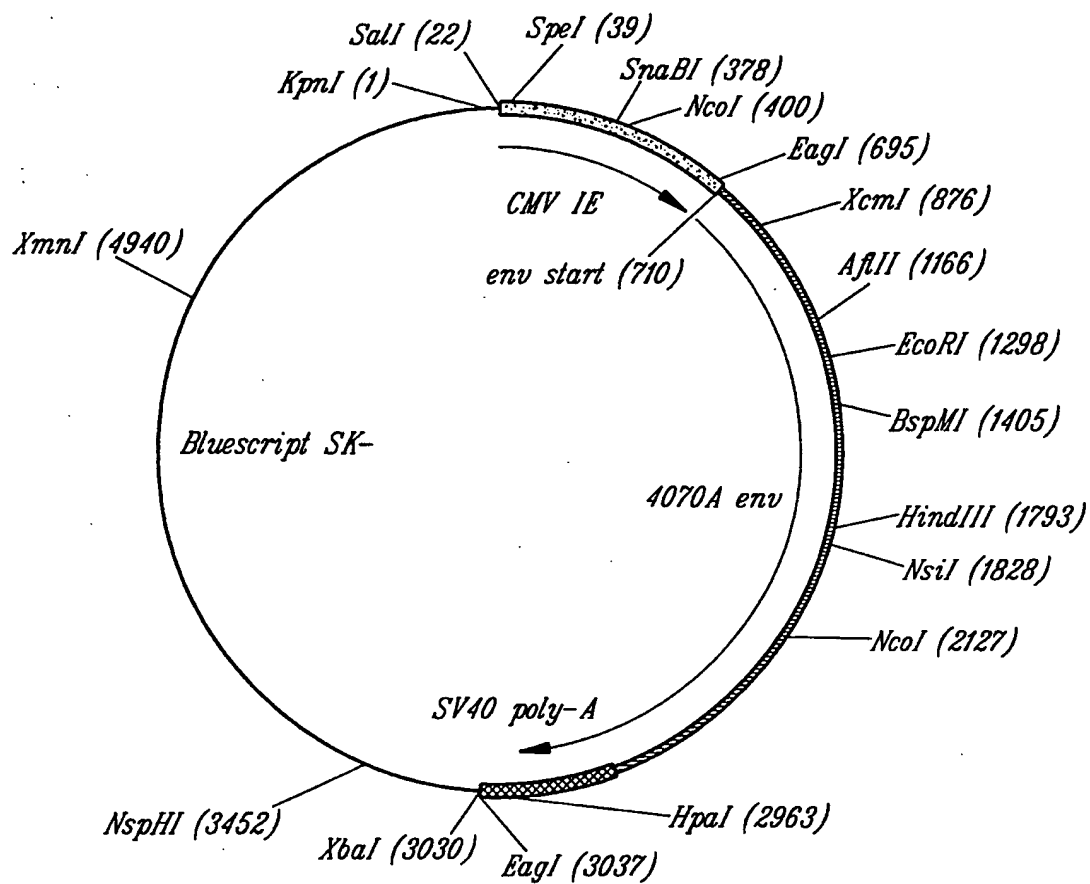 SalI (22)
SpeI (39)
KpnI (1)
SnaBI (378)
NcoI (400)
EagI (695)
CMV IE
XcmI (876)
XmnI (4940)
env start (710)
AflII (1166)
EcoRI (1298)
BspMI (1405)
Bluescript SK-
4070A env
HindIII (1793)
NsiI (1828)
NcoI (2127)
SV40 poly-A
NspHI (3452)
HpaI (2963)
XbaI (3030)
EagI (3037)